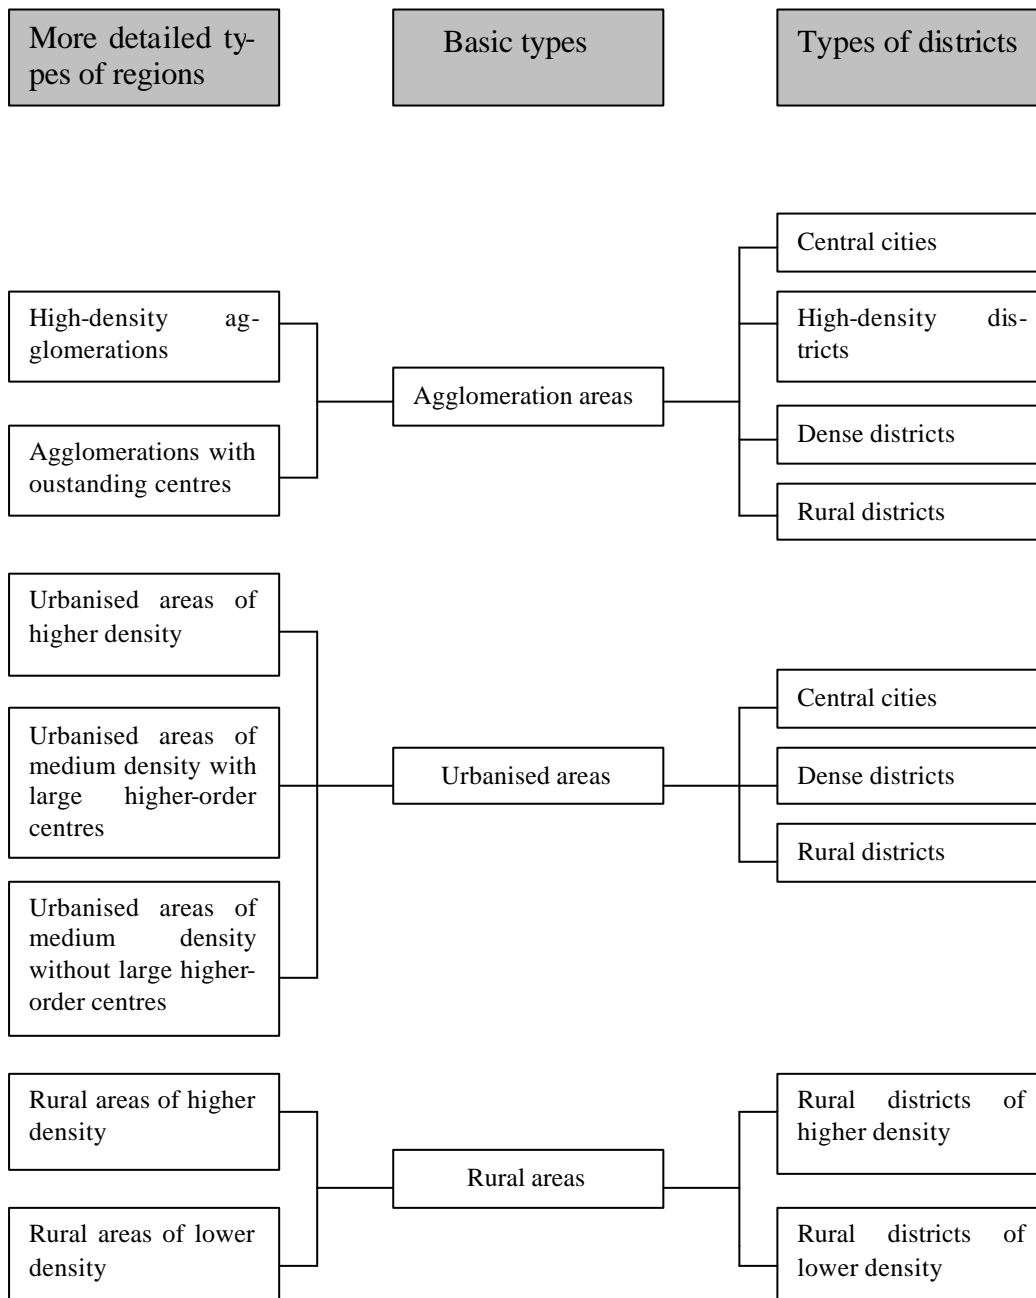 More detailed ty-
pes of regions
Basic types
Types of districts
High-density ag-
glomerations
Agglomerations with
oustanding centres
Agglomeration areas
Central cities
High-density dis-
tricts
Dense districts
Rural districts
Urbanised areas of
higher density
Urbanised areas of
medium density with
large higher-order
centres
Urbanised areas of
medium density
without large higher-
order centres
Urbanised areas
Central cities
Dense districts
Rural districts
Rural areas of higher
density
Rural areas of lower
density
Rural areas
Rural districts of
higher density
Rural districts of
lower density